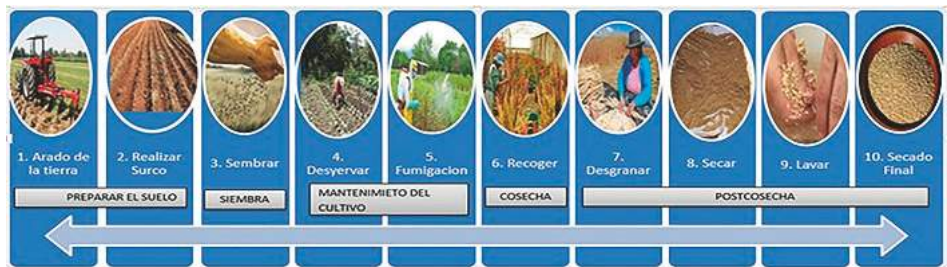 1. Arado de
la tierra
2. Realizar
Surco
3. Sembrar
4.
Desyervar
5.
Fumigacion
6. Recoger
7.
Desgranar
8. Secar
9. Lavar
10. Secado
Final
PREPARAR EL SUELO
SIEMBRA
MANTENIMIETO DEL
CULTIVO
COSECHA
POSTCOSECHA